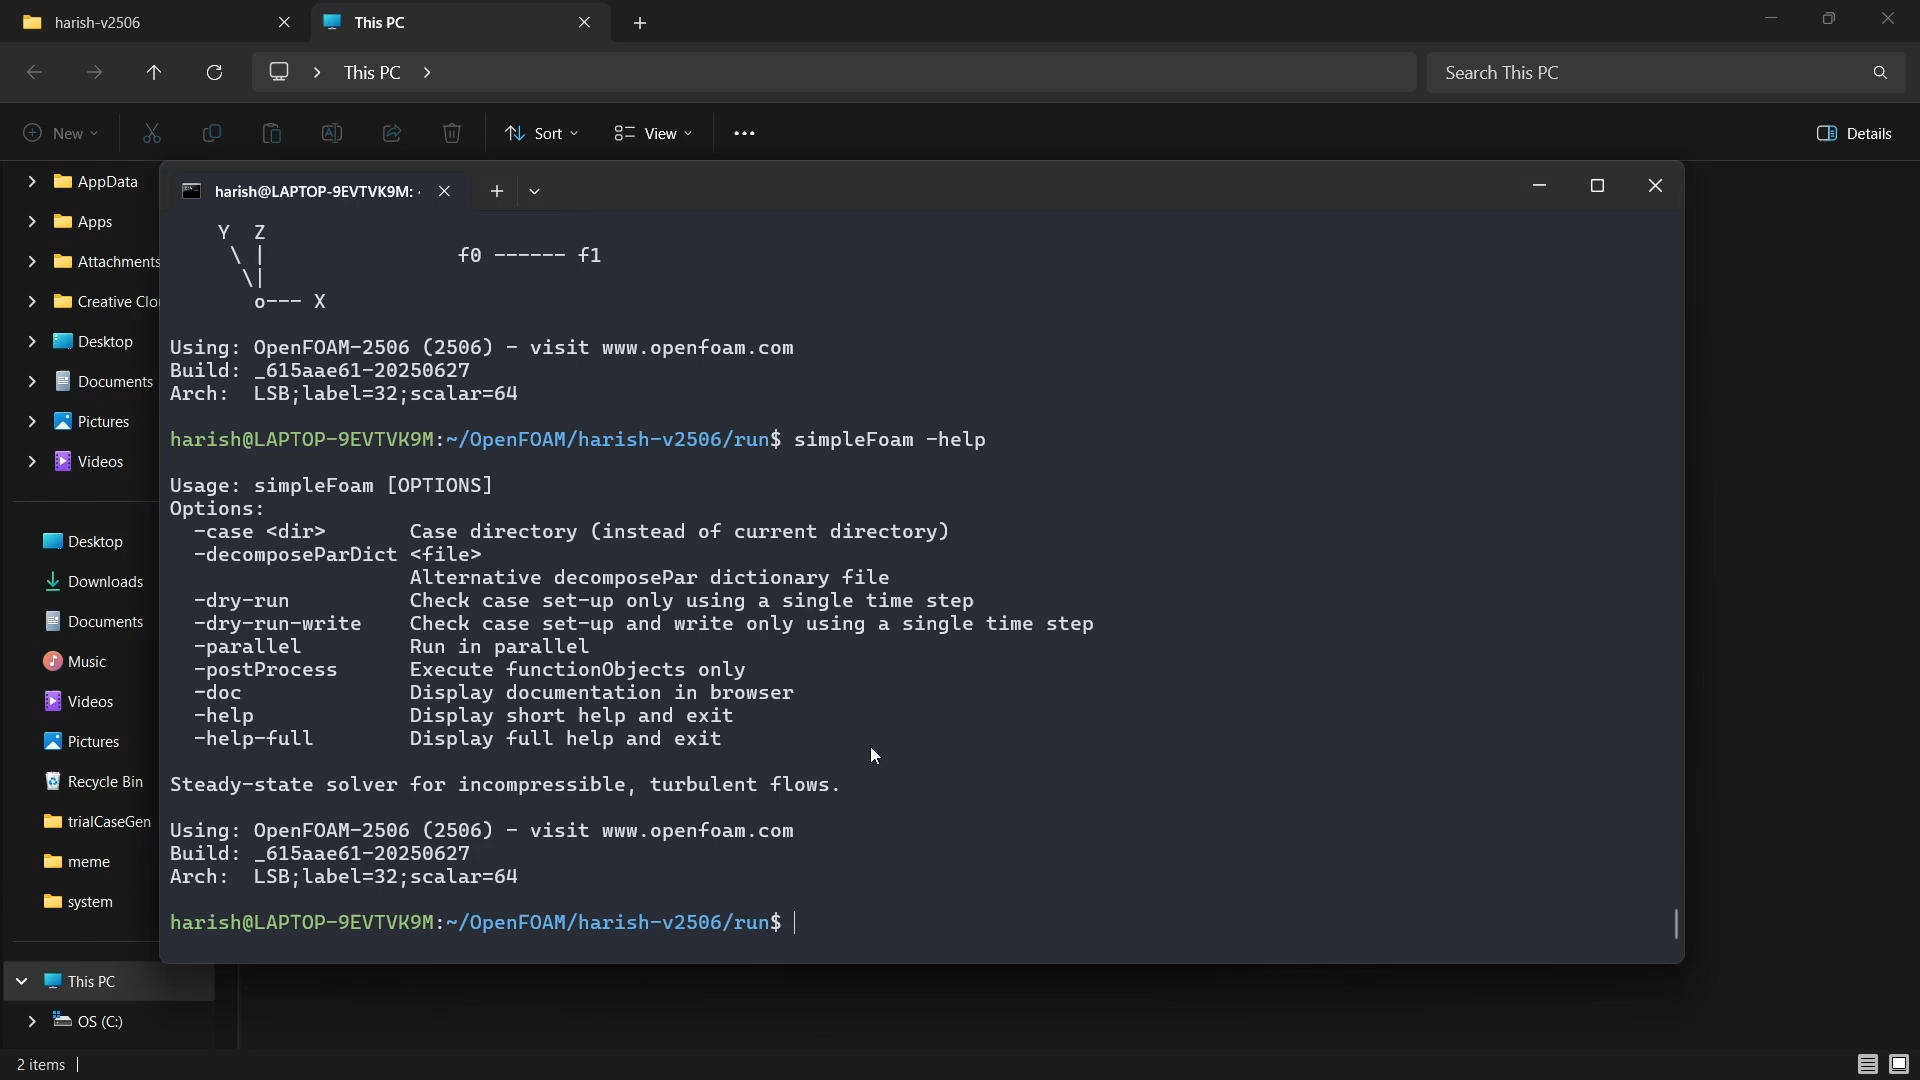 harish-v2506
This PC
This PC
Search This PC
New
Sort
View
Details
AppData
Apps
Attachments
Creative Clou
Desktop
Documents
Pictures
Videos
Desktop
Downloads
Documents
Music
Videos
Pictures
Recycle Bin
trialCaseGen
meme
system
This PC
OS (C:)
2 items
harish@LAPTOP-9EVTVK9M:
Y Z
f0 ------ f1
o--- X
Using: OpenFOAM-2506 (2506) - visit www.openfoam.com
Build: _615aae61-20250627
Arch: LSB;label=32;scalar=64
harish@LAPTOP-9EVTVK9M:~/OpenFOAM/harish-v2506/run$ simpleFoam -help
Usage: simpleFoam [OPTIONS]
Options:
-case <dir> Case directory (instead of current directory)
-decomposeParDict <file>
Alternative decomposePar dictionary file
-dry-run Check case set-up only using a single time step
-dry-run-write Check case set-up and write only using a single time step
-parallel Run in parallel
-postProcess Execute functionObjects only
-doc Display documentation in browser
-help Display short help and exit
-help-full Display full help and exit
Steady-state solver for incompressible, turbulent flows.
Using: OpenFOAM-2506 (2506) - visit www.openfoam.com
Build: _615aae61-20250627
Arch: LSB;label=32;scalar=64
harish@LAPTOP-9EVTVK9M:~/OpenFOAM/harish-v2506/run$